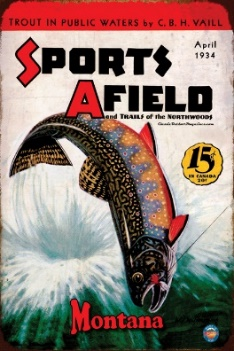 TROUT IN PUBLIC WATERS by C. B. H. VAILL
April
1934
SPORTS
AFIELD
and TRAILS of the NORTHWOODS
15¢
IN CANADA
20¢
Montana